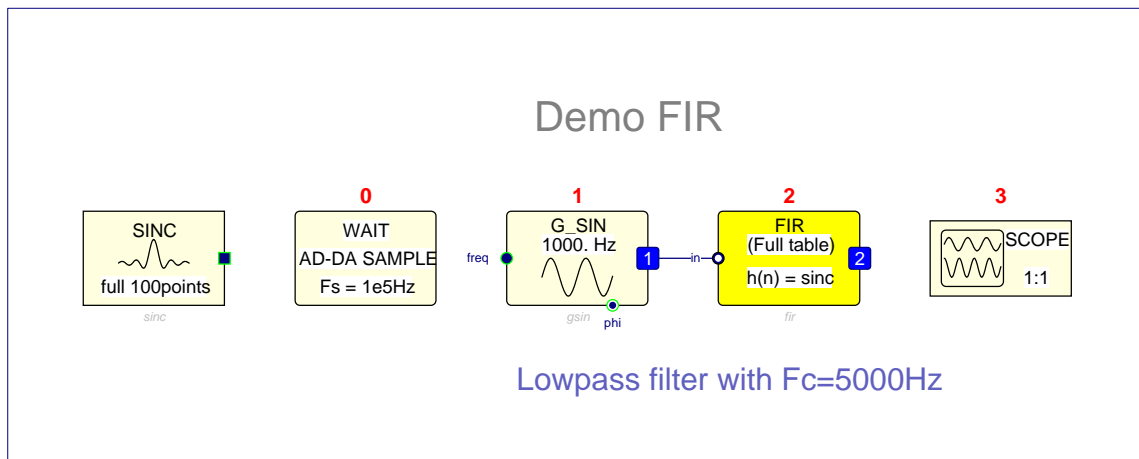 Demo FIR
0
1
2
3
SINC
full 100points
sinc
WAIT
AD-DA SAMPLE
Fs = 1e5Hz
freq
G_SIN
1000. Hz
1
phi
gsin
in
FIR
(Full table)
h(n) = sinc
2
fir
SCOPE
1:1
Lowpass filter with Fc=5000Hz